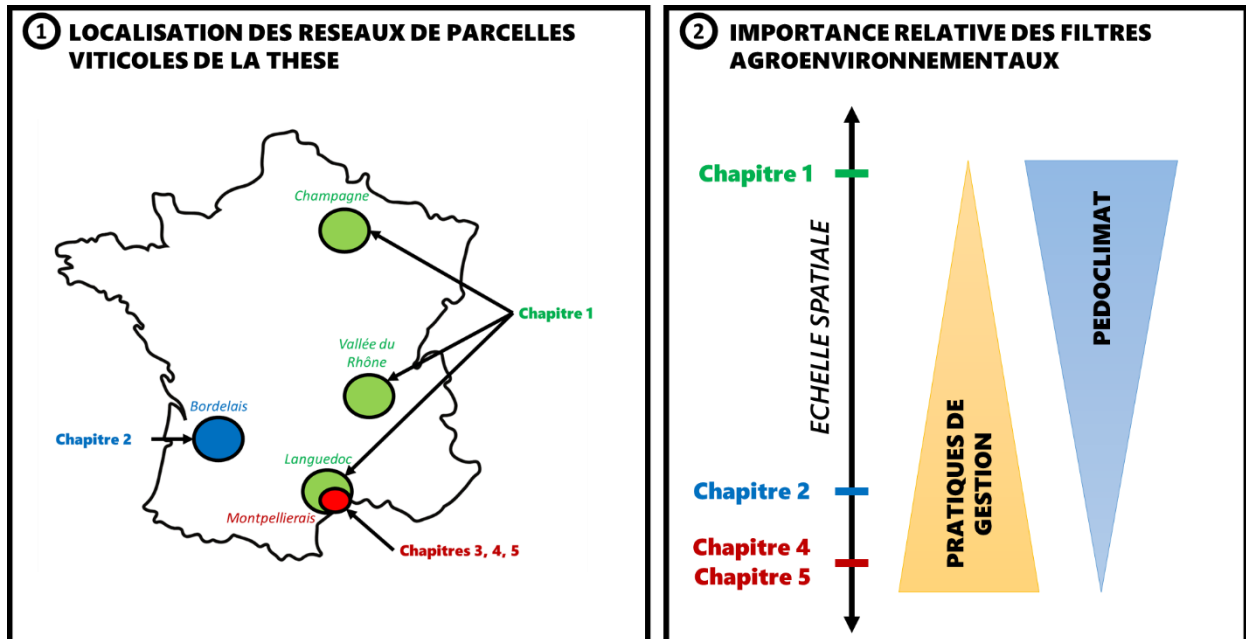 1 LOCALISATION DES RESEAUX DE PARCELLES
VITICOLES DE LA THESE
Champagne
Chapitre 1
Vallée du
Rhône
Bordelais
Chapitre 2
Languedoc
Montpellierais
Chapitres 3, 4, 5
2 IMPORTANCE RELATIVE DES FILTRES
AGROENVIRONNEMENTAUX
Chapitre 1
ECHELLE SPATIALE
PEDOCLIMAT
PRATIQUES DE
GESTION
Chapitre 2
Chapitre 4
Chapitre 5